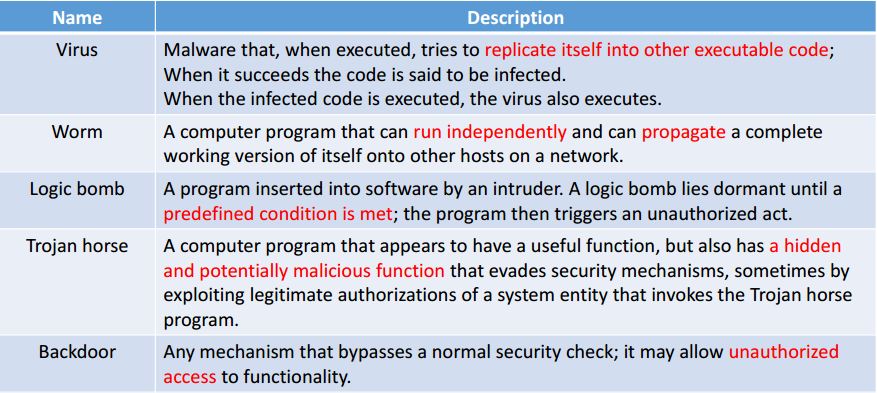 Name Description
Virus Malware that, when executed, tries to replicate itself into other executable code;
When it succeeds the code is said to be infected.
When the infected code is executed, the virus also executes.
Worm A computer program that can run independently and can propagate a complete
working version of itself onto other hosts on a network.
Logic bomb A program inserted into software by an intruder. A logic bomb lies dormant until a
predefined condition is met; the program then triggers an unauthorized act.
Trojan horse A computer program that appears to have a useful function, but also has a hidden
and potentially malicious function that evades security mechanisms, sometimes by
exploiting legitimate authorizations of a system entity that invokes the Trojan horse
program.
Backdoor Any mechanism that bypasses a normal security check; it may allow unauthorized
access to functionality.